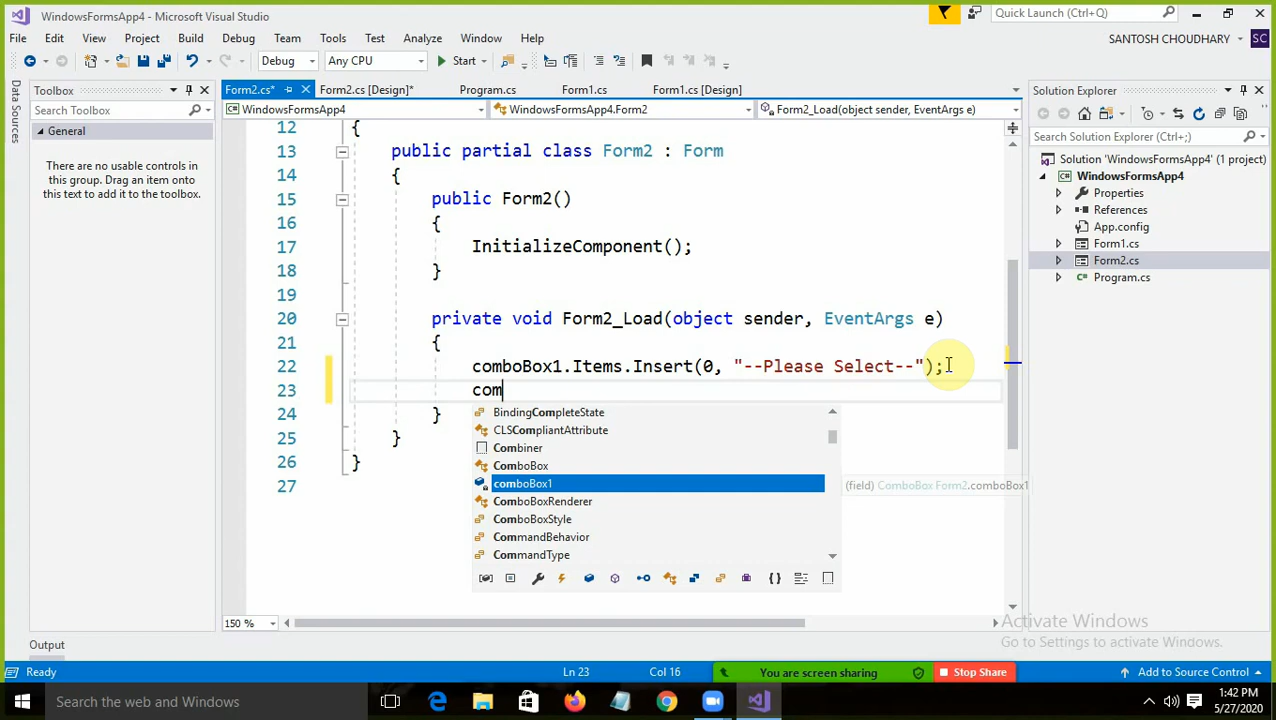 WindowsFormsApp4 - Microsoft Visual Studio
Quick Launch (Ctrl+Q)
File Edit View Project Build Debug Team Tools Test Analyze Window Help
SANTOSH CHOUDHARY SC
Debug Any CPU Start
Data Sources
Toolbox
Search Toolbox
General
There are no usable controls in
this group. Drag an item onto
this text to add it to the toolbox.
Form2.cs* Form2.cs [Design]* Program.cs Form1.cs Form1.cs [Design]
WindowsFormsApp4 WindowsFormsApp4.Form2 Form2_Load(object sender, EventArgs e)
12 {
13 public partial class Form2 : Form
14 {
15 public Form2()
16 {
17 InitializeComponent();
18 }
19
20 private void Form2_Load(object sender, EventArgs e)
21 {
22 comboBox1.Items.Insert(0, "--Please Select--");
23 com
24 }
25 }
26 }
27
BindingCompleteState
CLSCompliantAttribute
Combiner
ComboBox
comboBox1
(field) ComboBox Form2.comboBox1
ComboBoxRenderer
ComboBoxStyle
CommandBehavior
CommandType
150 %
Solution Explorer
Search Solution Explorer (Ctrl+;)
Solution 'WindowsFormsApp4' (1 project)
WindowsFormsApp4
Properties
References
App.config
Form1.cs
Form2.cs
Program.cs
Activate Windows
Go to Settings to activate Windows.
Output
Ready Ln 23 Col 16 You are screen sharing Stop Share Add to Source Control
Search the web and Windows
1:42 PM
5/27/2020